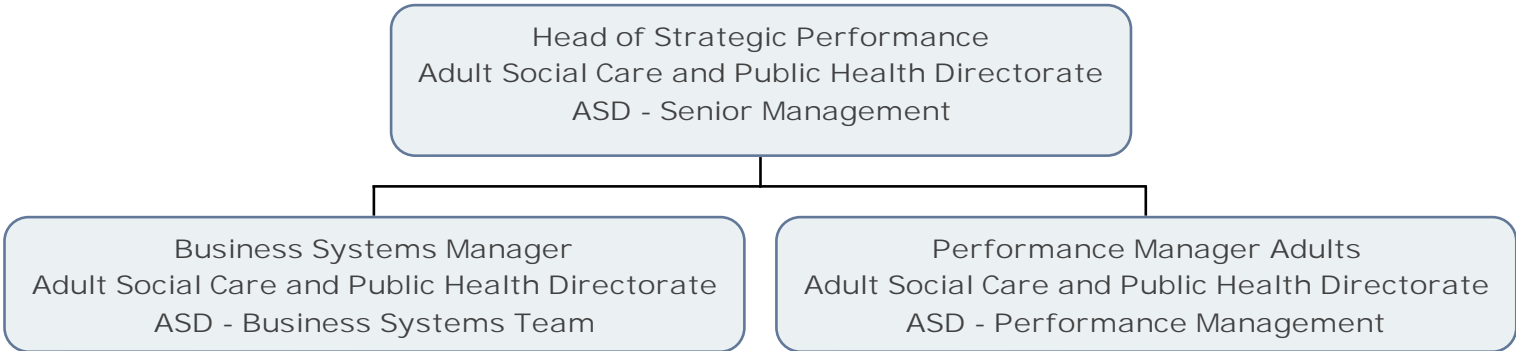 Head of Strategic Performance
Adult Social Care and Public Health Directorate
ASD - Senior Management
Business Systems Manager
Adult Social Care and Public Health Directorate
ASD - Business Systems Team
Performance Manager Adults
Adult Social Care and Public Health Directorate
ASD - Performance Management